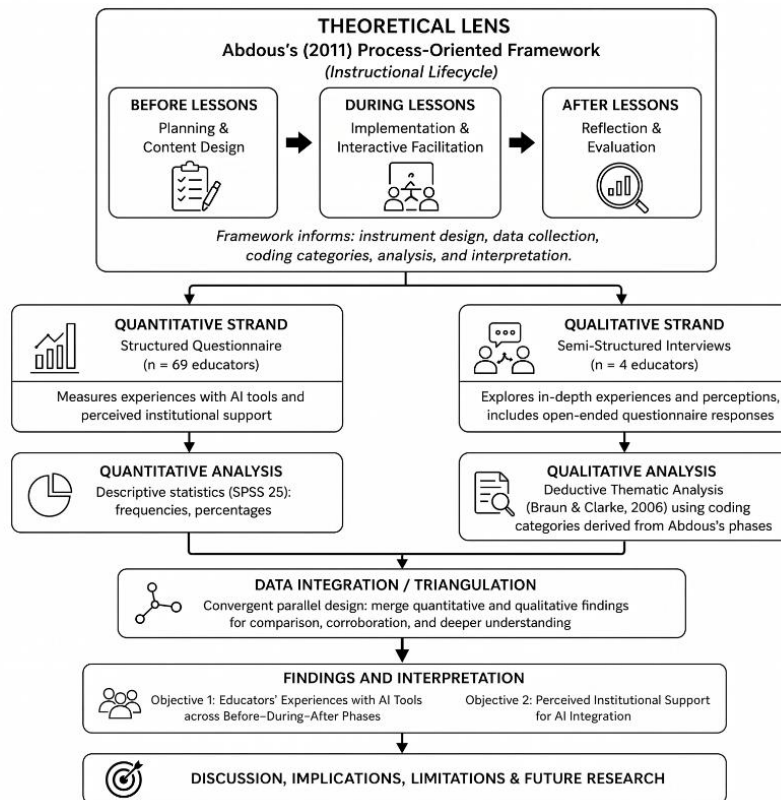 THEORETICAL LENS
Abdous's (2011) Process-Oriented Framework
(Instructional Lifecycle)
BEFORE LESSONS
Planning &
Content Design
DURING LESSONS
Implementation &
Interactive Facilitation
AFTER LESSONS
Reflection &
Evaluation
Framework informs: instrument design, data collection,
coding categories, analysis, and interpretation.
QUANTITATIVE STRAND
Structured Questionnaire
(n = 69 educators)
Measures experiences with AI tools and
perceived institutional support
QUALITATIVE STRAND
Semi-Structured Interviews
(n = 4 educators)
Explores in-depth experiences and perceptions,
includes open-ended questionnaire responses
QUANTITATIVE ANALYSIS
Descriptive statistics (SPSS 25):
frequencies, percentages
QUALITATIVE ANALYSIS
Deductive Thematic Analysis
(Braun & Clarke, 2006) using coding
categories derived from Abdous's phases
DATA INTEGRATION / TRIANGULATION
Convergent parallel design: merge quantitative and qualitative findings
for comparison, corroboration, and deeper understanding
FINDINGS AND INTERPRETATION
Objective 1: Educators' Experiences with AI Tools
across Before–During–After Phases
Objective 2: Perceived Institutional Support
for AI Integration
DISCUSSION, IMPLICATIONS, LIMITATIONS & FUTURE RESEARCH